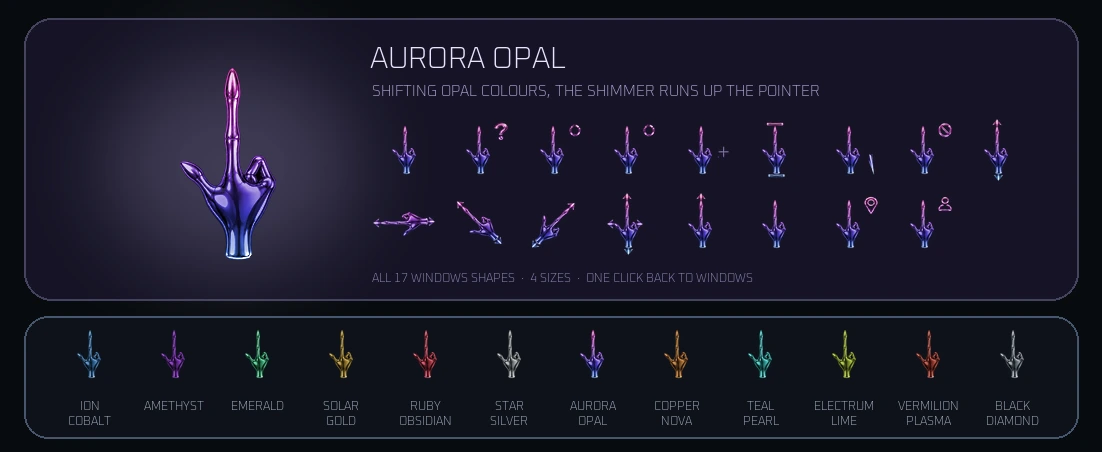 AURORA OPAL
SHIFTING OPAL COLOURS, THE SHIMMER RUNS UP THE POINTER
ALL 17 WINDOWS SHAPES · 4 SIZES · ONE CLICK BACK TO WINDOWS
ION COBALT
AMETHYST
EMERALD
SOLAR GOLD
RUBY OBSIDIAN
STAR SILVER
AURORA OPAL
COPPER NOVA
TEAL PEARL
ELECTRUM LIME
VERMILION PLASMA
BLACK DIAMOND